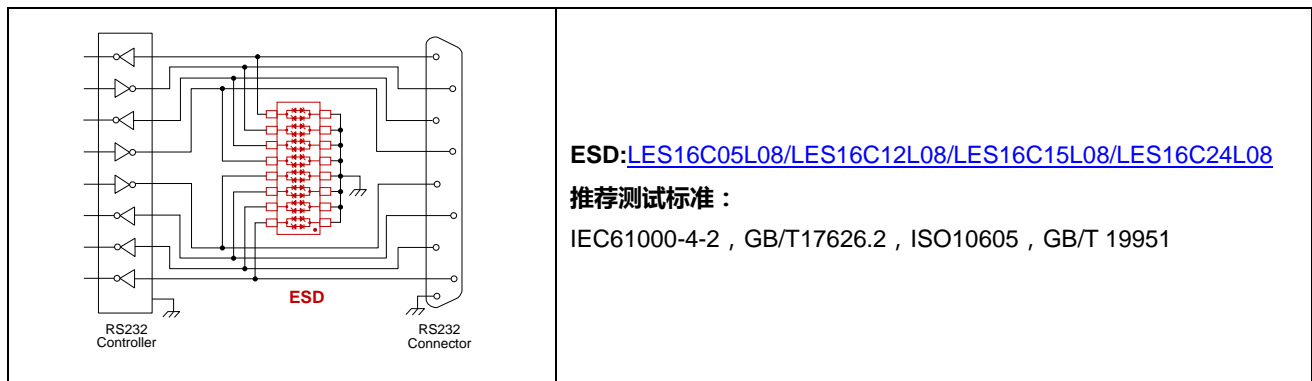 ESD
RS232
Controller
RS232
Connector
ESD:LES16C05L08/LES16C12L08/LES16C15L08/LES16C24L08
推荐测试标准：
IEC61000-4-2，GB/T17626.2，ISO10605，GB/T 19951